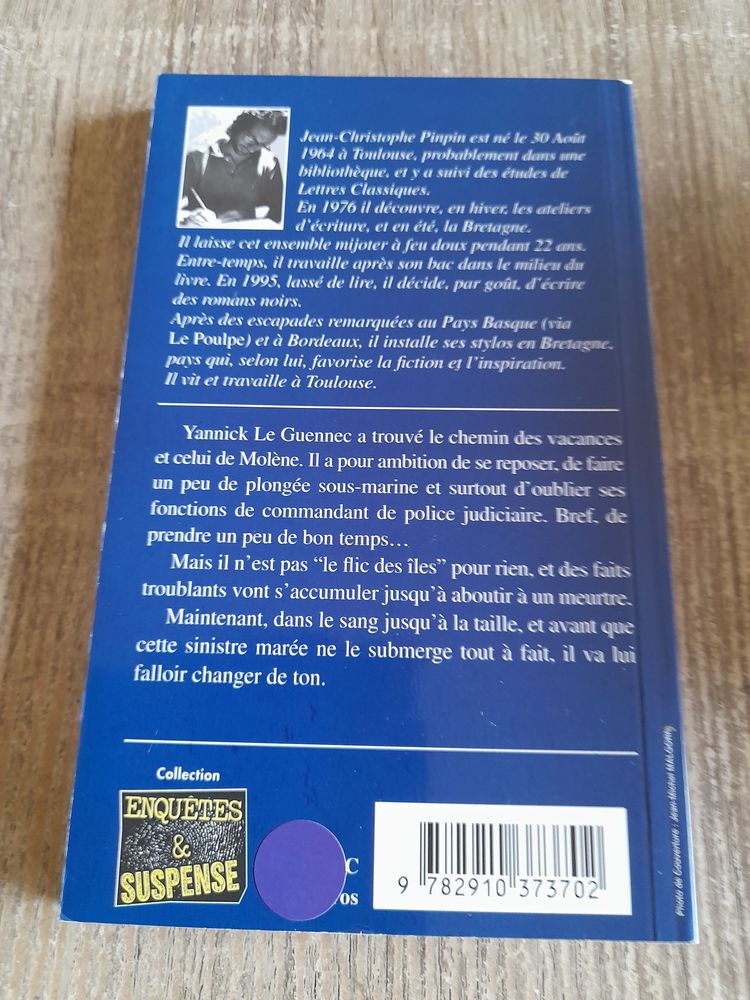 Jean-Christophe Pinpin est né le 30 Août
1964 à Toulouse, probablement dans une
bibliothèque, et y a suivi des études de
Lettres Classiques.
En 1976 il découvre, en hiver, les ateliers
d'écriture, et en été, la Bretagne.
Il laisse cet ensemble mijoter à feu doux pendant 22 ans.
Entre-temps, il travaille après son bac dans le milieu du
livre. En 1995, lassé de lire, il décide, par goût, d'écrire
des romans noirs.
Après des escapades remarquées au Pays Basque (via
Le Poulpe) et à Bordeaux, il installe ses stylos en Bretagne,
pays qui, selon lui, favorise la fiction et l'inspiration.
Il vit et travaille à Toulouse.
Yannick Le Guennec a trouvé le chemin des vacances
et celui de Molène. Il a pour ambition de se reposer, de faire
un peu de plongée sous-marine et surtout d'oublier ses
fonctions de commandant de police judiciaire. Bref, de
prendre un peu de bon temps…
Mais il n'est pas "le flic des îles" pour rien, et des faits
troublants vont s'accumuler jusqu'à aboutir à un meurtre.
Maintenant, dans le sang jusqu'à la taille, et avant que
cette sinistre marée ne le submerge tout à fait, il va lui
falloir changer de ton.
Collection
ENQUÊTES
&
SUSPENSE
C
os
9 782910 373702
Photo de Couverture : Jean-Michel